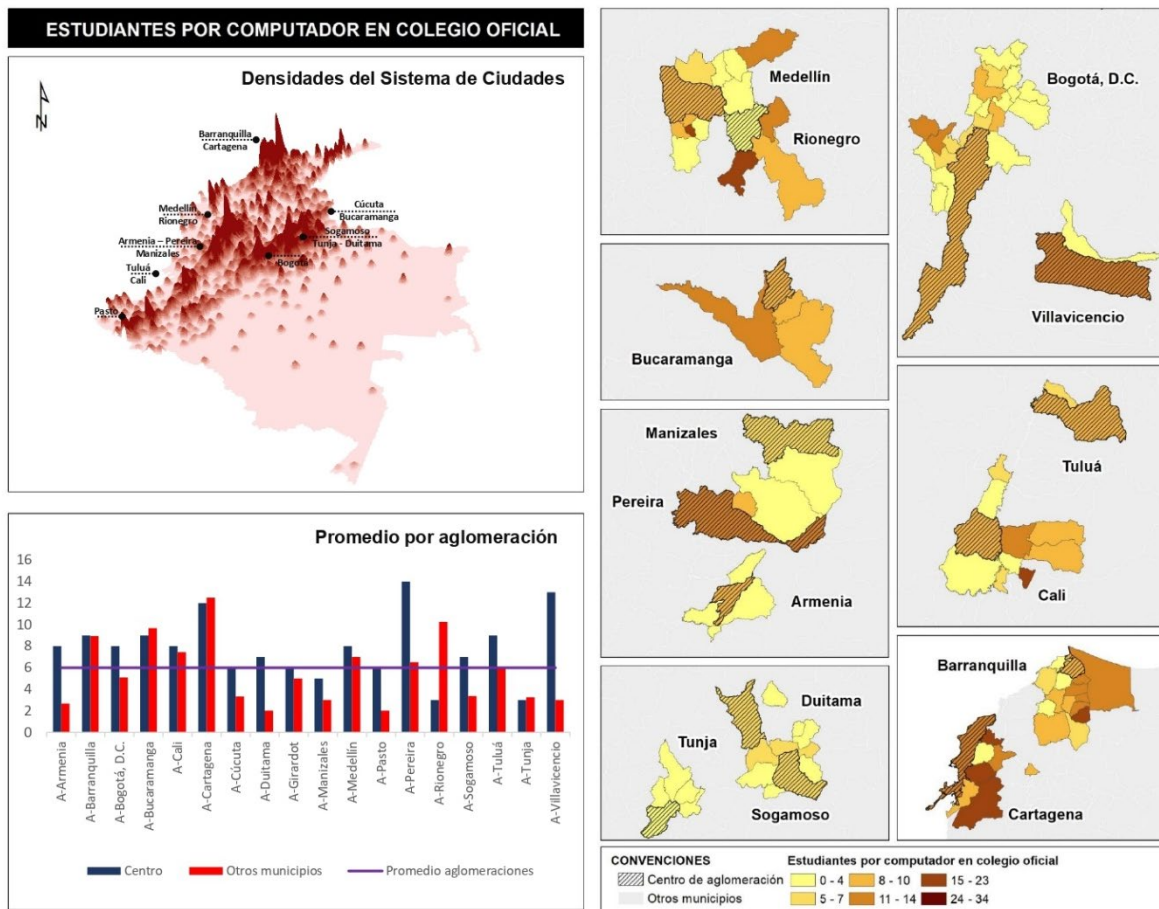 ESTUDIANTES POR COMPUTADOR EN COLEGIO OFICIAL
Densidades del Sistema de Ciudades
N
Barranquilla
Cartagena
Medellín
Rionegro
Cúcuta
Bucaramanga
Armenia – Pereira
Manizales
Sogamoso
Tunja - Duitama
Bogotá
Tuluá
Cali
Pasto
Promedio por aglomeración
16
14
12
10
8
6
4
2
0
A-Armenia
A-Barranquilla
A-Bogotá, D.C.
A-Bucaramanga
A-Cali
A-Cartagena
A-Cúcuta
A-Duitama
A-Girardot
A-Manizales
A-Medellín
A-Pasto
A-Pereira
A-Rionegro
A-Sogamoso
A-Tuluá
A-Tunja
A-Villavicencio
Centro
Otros municipios
Promedio aglomeraciones
Medellín
Rionegro
Bucaramanga
Manizales
Pereira
Armenia
Duitama
Tunja
Sogamoso
Bogotá, D.C.
Villavicencio
Tuluá
Cali
Barranquilla
Cartagena
CONVENCIONES
Centro de aglomeración
Otros municipios
Estudiantes por computador en colegio oficial
0 - 4
8 - 10
15 - 23
5 - 7
11 - 14
24 - 34